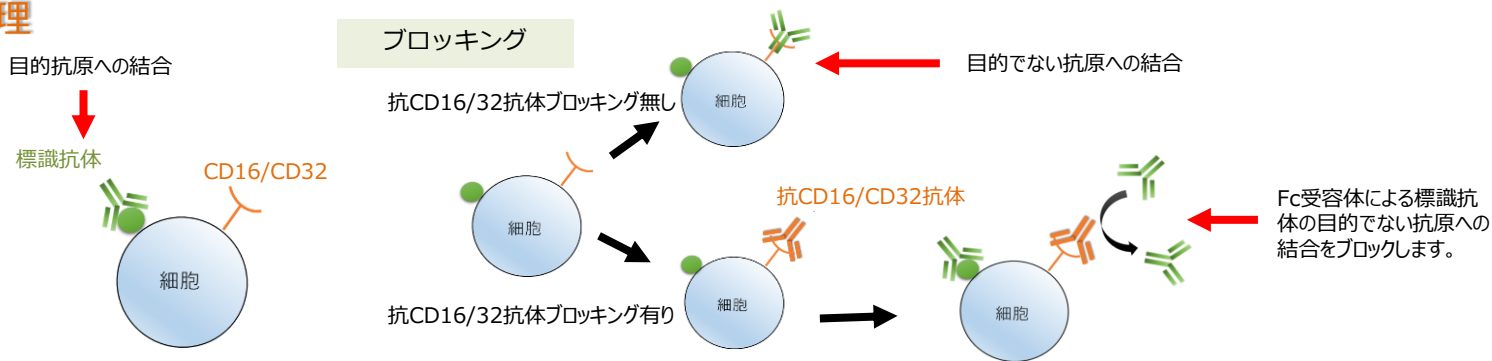 理
目的抗原への結合
標識抗体
CD16/CD32
細胞
ブロッキング
抗CD16/32抗体ブロッキング無し
細胞
目的でない抗原への結合
細胞
抗CD16/CD32抗体
細胞
抗CD16/32抗体ブロッキング有り
細胞
Fc受容体による標識抗
体の目的でない抗原への
結合をブロックします。